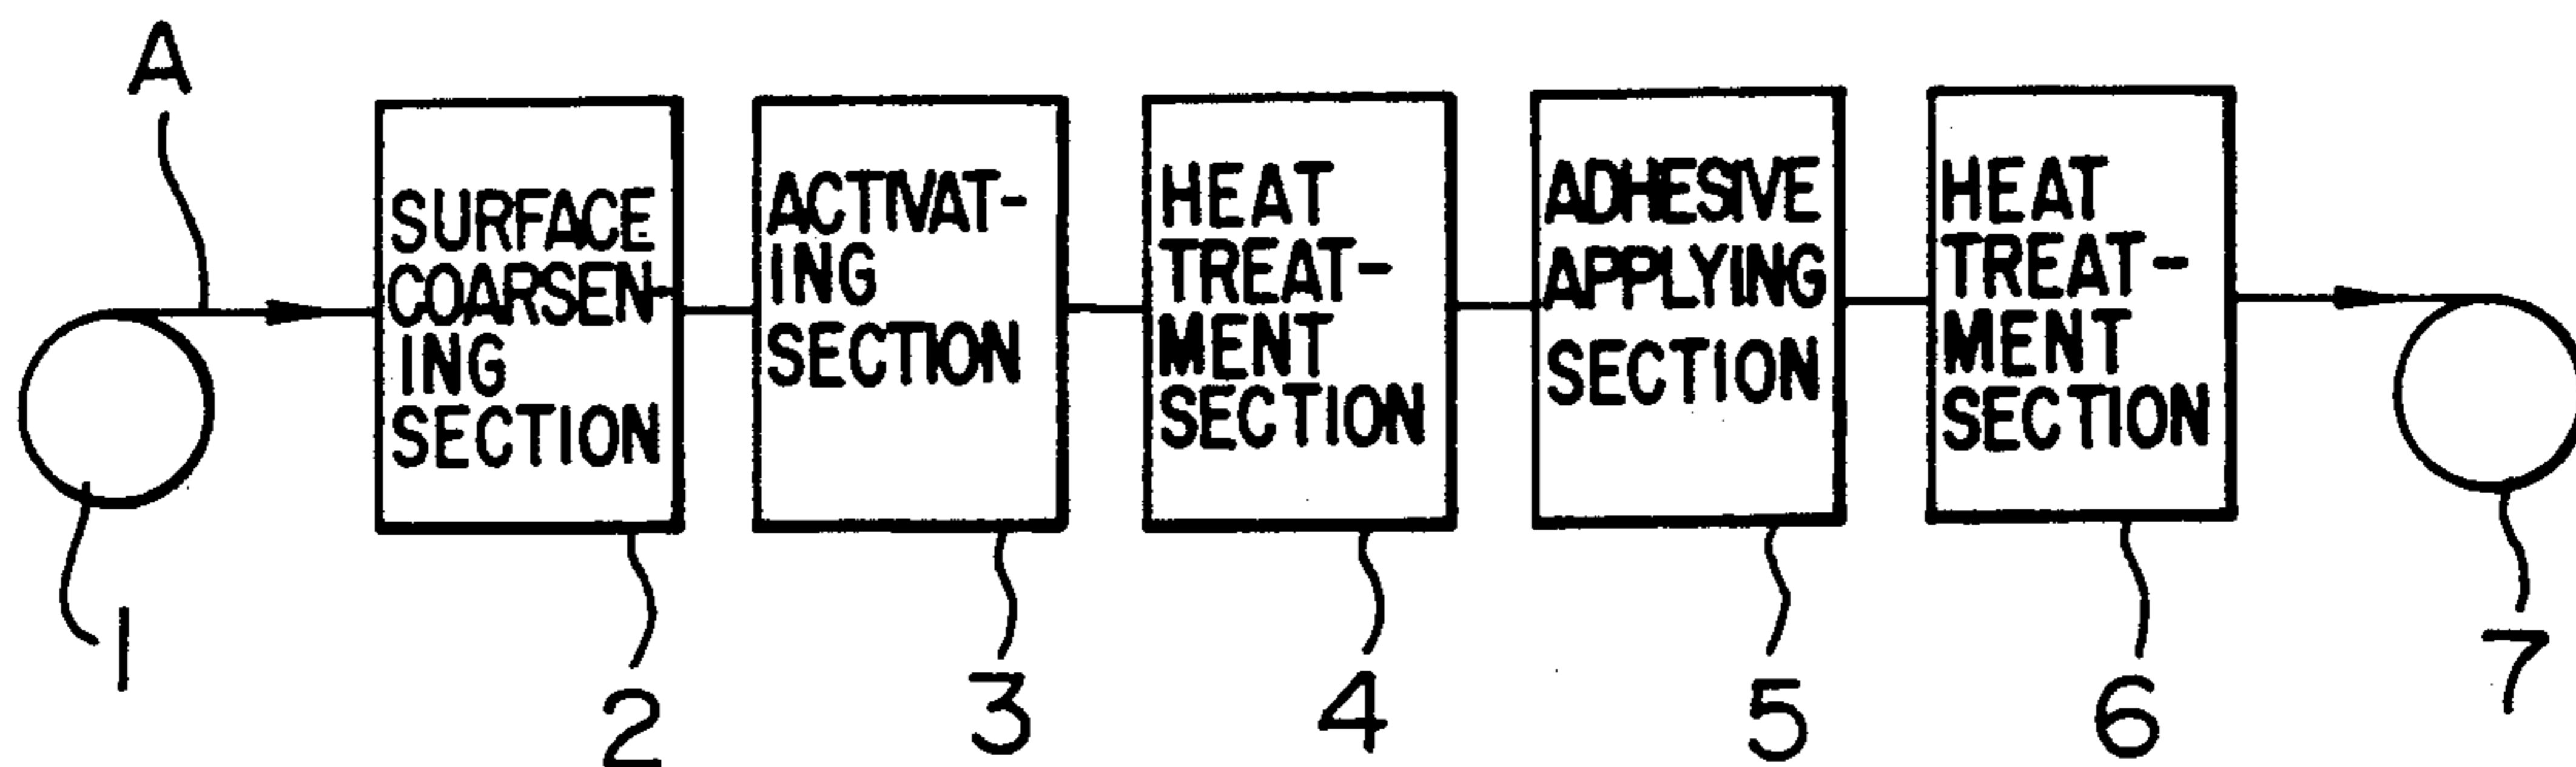 A
SURFACE
COARSEN-
ING
SECTION
ACTIVAT-
ING
SECTION
HEAT
TREAT-
MENT
SECTION
ADHESIVE
APPLYING
SECTION
HEAT
TREAT-
MENT
SECTION
1
2
3
4
5
6
7